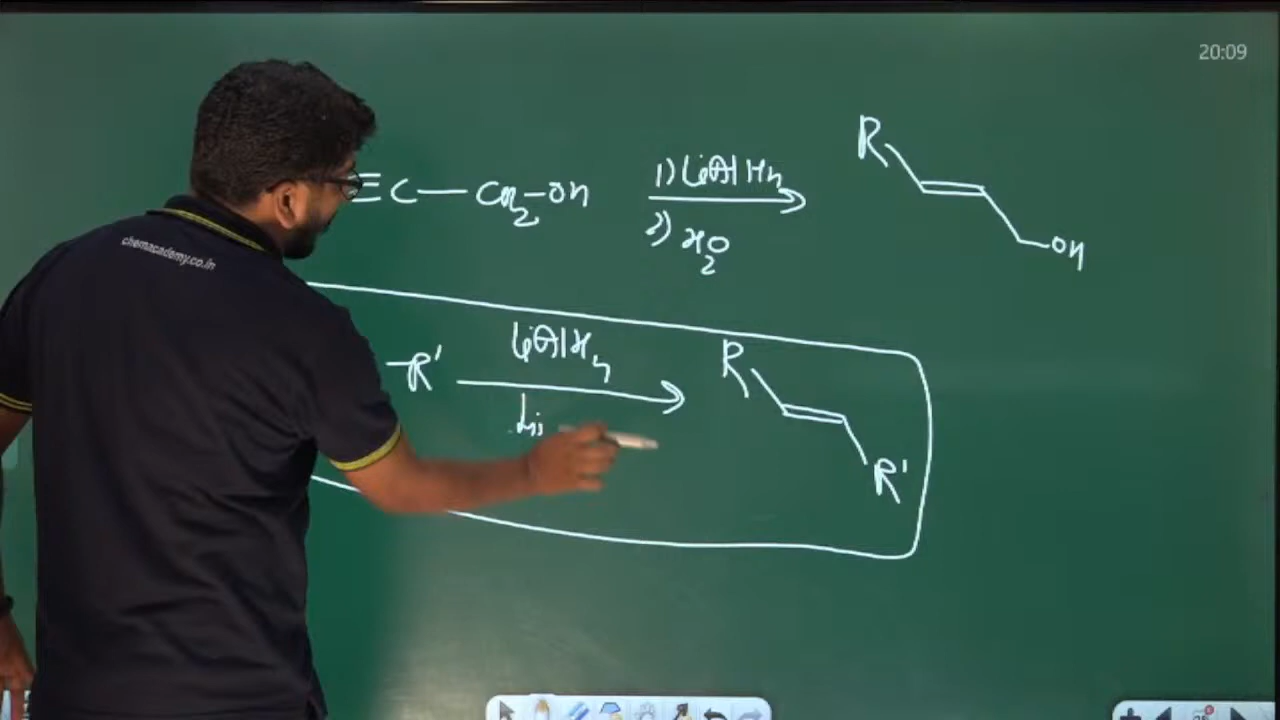 20:09
R
≡C—CH₂—OH
1) LiAlH₄
2) H₂O
OH
chemacademy.co.in
—R'
LiAlH₄
R
R'